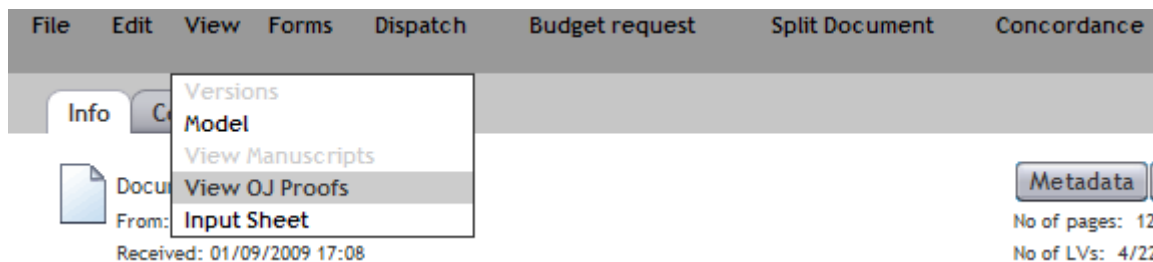 File Edit View Forms Dispatch Budget request Split Document Concordance
Versions
Info
Model
View Manuscripts
View OJ Proofs
Metadata
From: Input Sheet
No of pages: 12
Received: 01/09/2009 17:08
No of LVs: 4/22